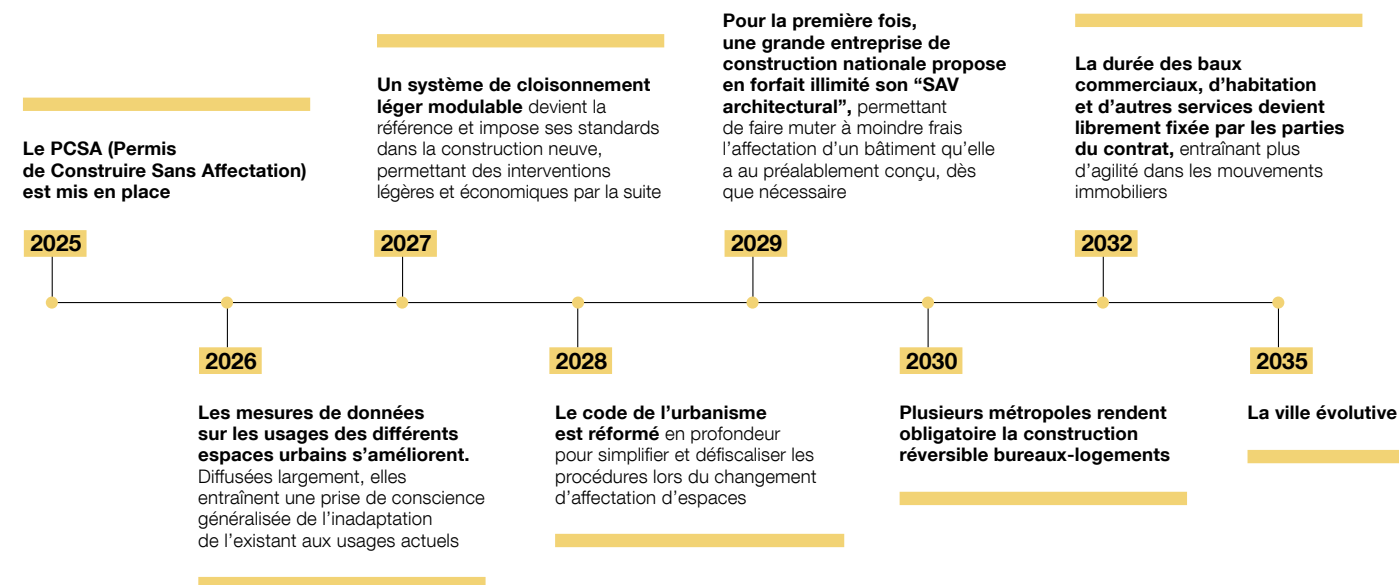 Le PCSA (Permis
de Construire Sans Affectation)
est mis en place
2025
Les mesures de données
sur les usages des différents
espaces urbains s’améliorent.
Diffusées largement, elles
entraînent une prise de conscience
généralisée de l’inadaptation
de l’existant aux usages actuels
2026
Un système de cloisonnement
léger modulable devient la
référence et impose ses standards
dans la construction neuve,
permettant des interventions
légères et économiques par la suite
2027
2028
Le code de l’urbanisme
est réformé en profondeur
pour simplifier et défiscaliser les
procédures lors du changement
d’affectation d’espaces
Pour la première fois,
une grande entreprise de
construction nationale propose
en forfait illimité son “SAV
architectural”, permettant
de faire muter à moindre frais
l’affectation d’un bâtiment qu’elle
a au préalablement conçu, dès
que nécessaire
2029
2030
Plusieurs métropoles rendent
obligatoire la construction
réversible bureaux-logements
La durée des baux
commerciaux, d’habitation
et d’autres services devient
librement fixée par les parties
du contrat, entraînant plus
d’agilité dans les mouvements
immobiliers
2032
2035
La ville évolutive